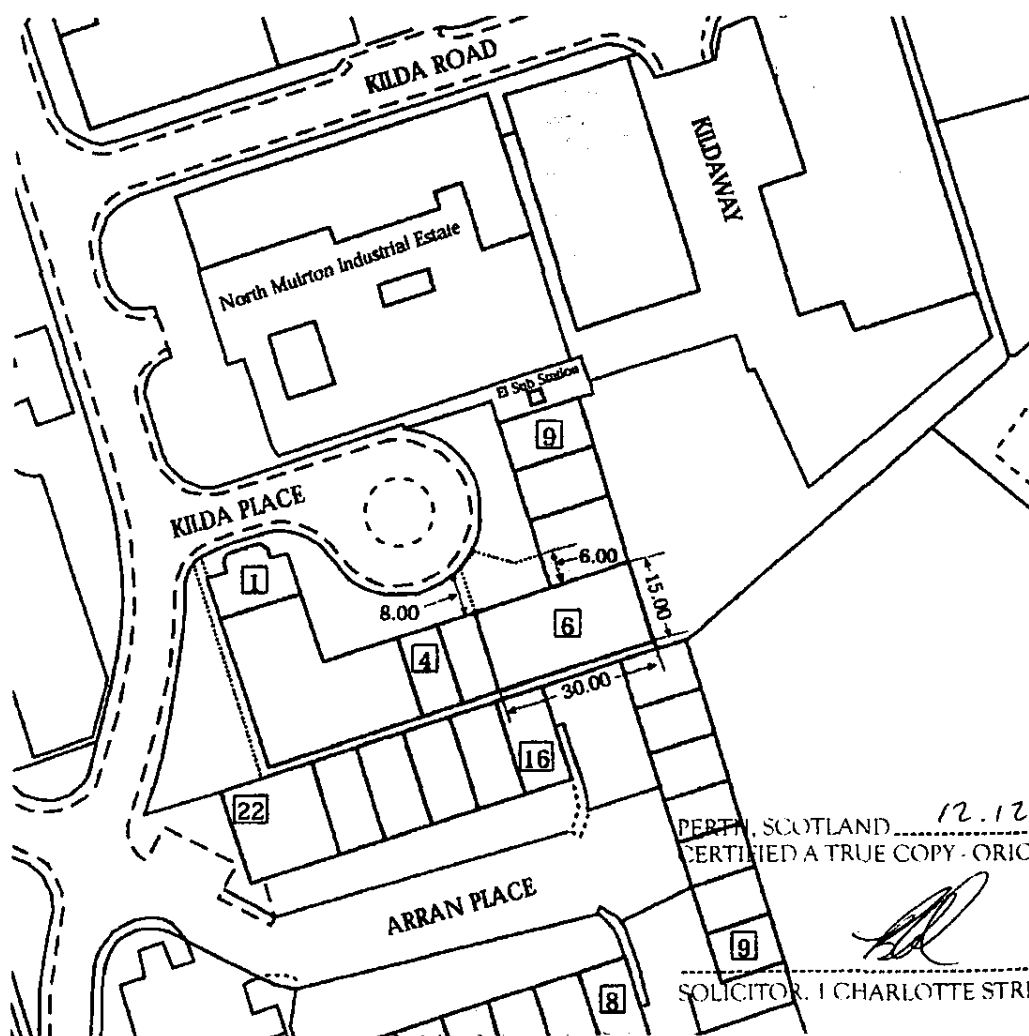 KILDA ROAD
KILDAWAY
North Muirton Industrial Estate
El Sub Station
9
KILDA PLACE
6.00
1
15.00
8.00
6
4
30.00
16
22
PERTH, SCOTLAND 12.12
CERTIFIED A TRUE COPY - ORIG
ARRAN PLACE
9
8
SOLICITOR. 1 CHARLOTTE STRE